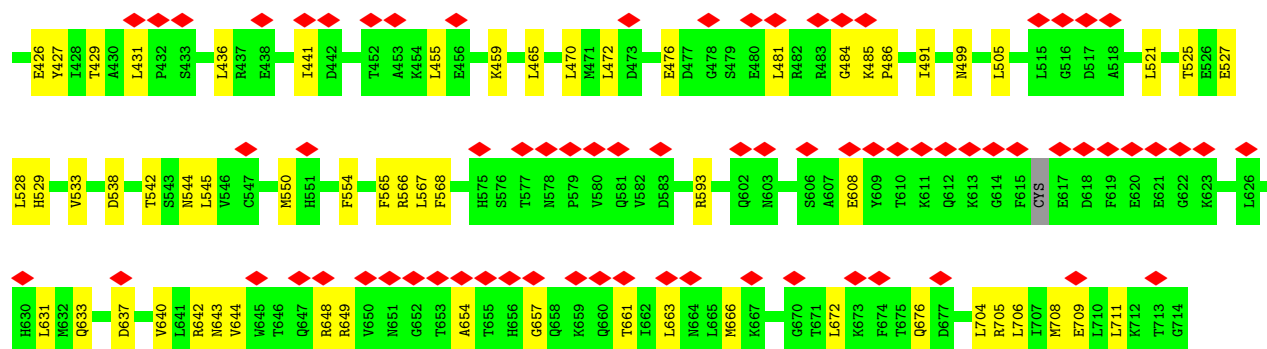 E426 Y427 I428 T429 A430 L431 P432 S433 L436 R437 E438 I441 D442 T452 A453 K454 L455 E456 K459 L465 L470 M471 L472 D473 E476 D477 G478 S479 E480 L481 R482 R483 G484 K485 P486 I491 N499 L505 L515 G516 D517 A518 L521 T525 E526 E527
L528 H529 V533 D538 T542 S543 N544 L545 V546 C547 M550 H551 F554 F565 R566 L567 F568 H575 S576 T577 N578 P579 V580 Q581 V582 D583 R593 Q602 N603 S606 A607 E608 Y609 T610 K611 Q612 K613 G614 F615 CYS E617 D618 F619 E620 E621 G622 K623 L626
H630 L631 M632 Q633 D637 V640 L641 R642 N643 V644 W645 T646 Q647 R648 R649 V650 N651 G652 T653 A654 T655 H656 G657 Q658 K659 Q660 T661 I662 L663 N664 L665 M666 K667 G670 T671 L672 K673 F674 T675 Q676 D677 L704 R705 L706 I707 M708 E709 L710 L711 K712 T713 G714